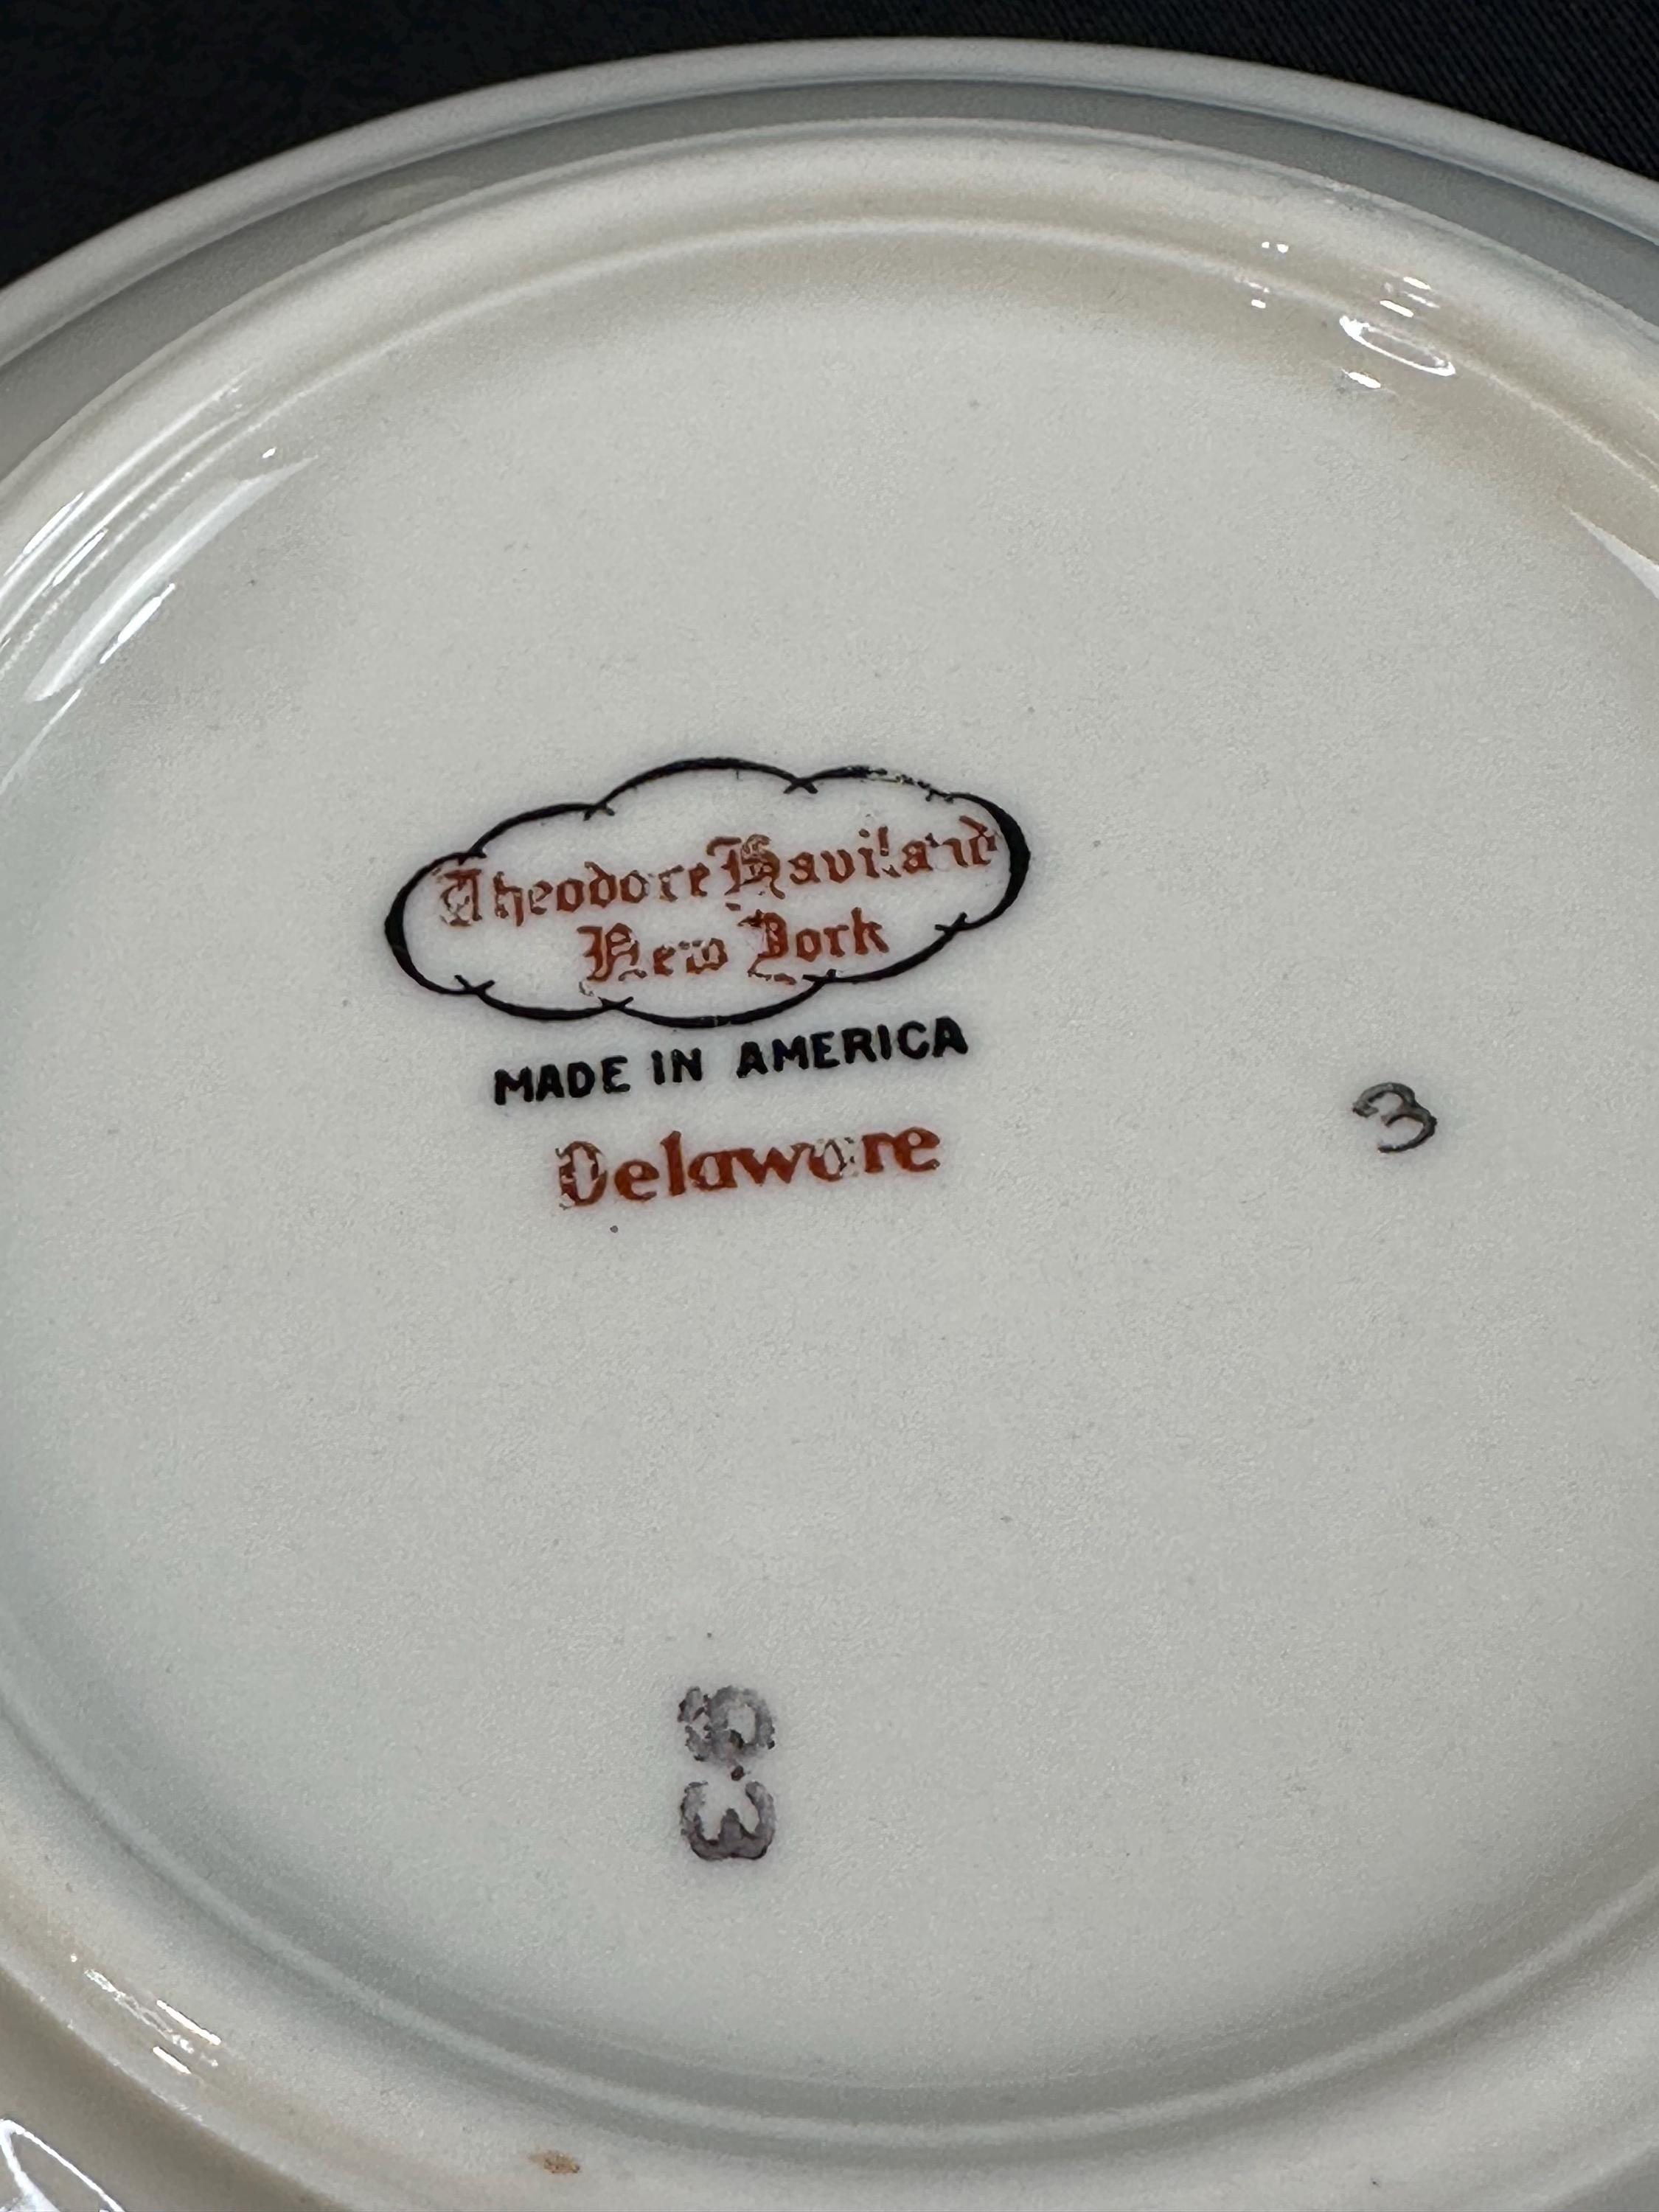 Theodore Haviland
New York
MADE IN AMERICA
Delaware
3